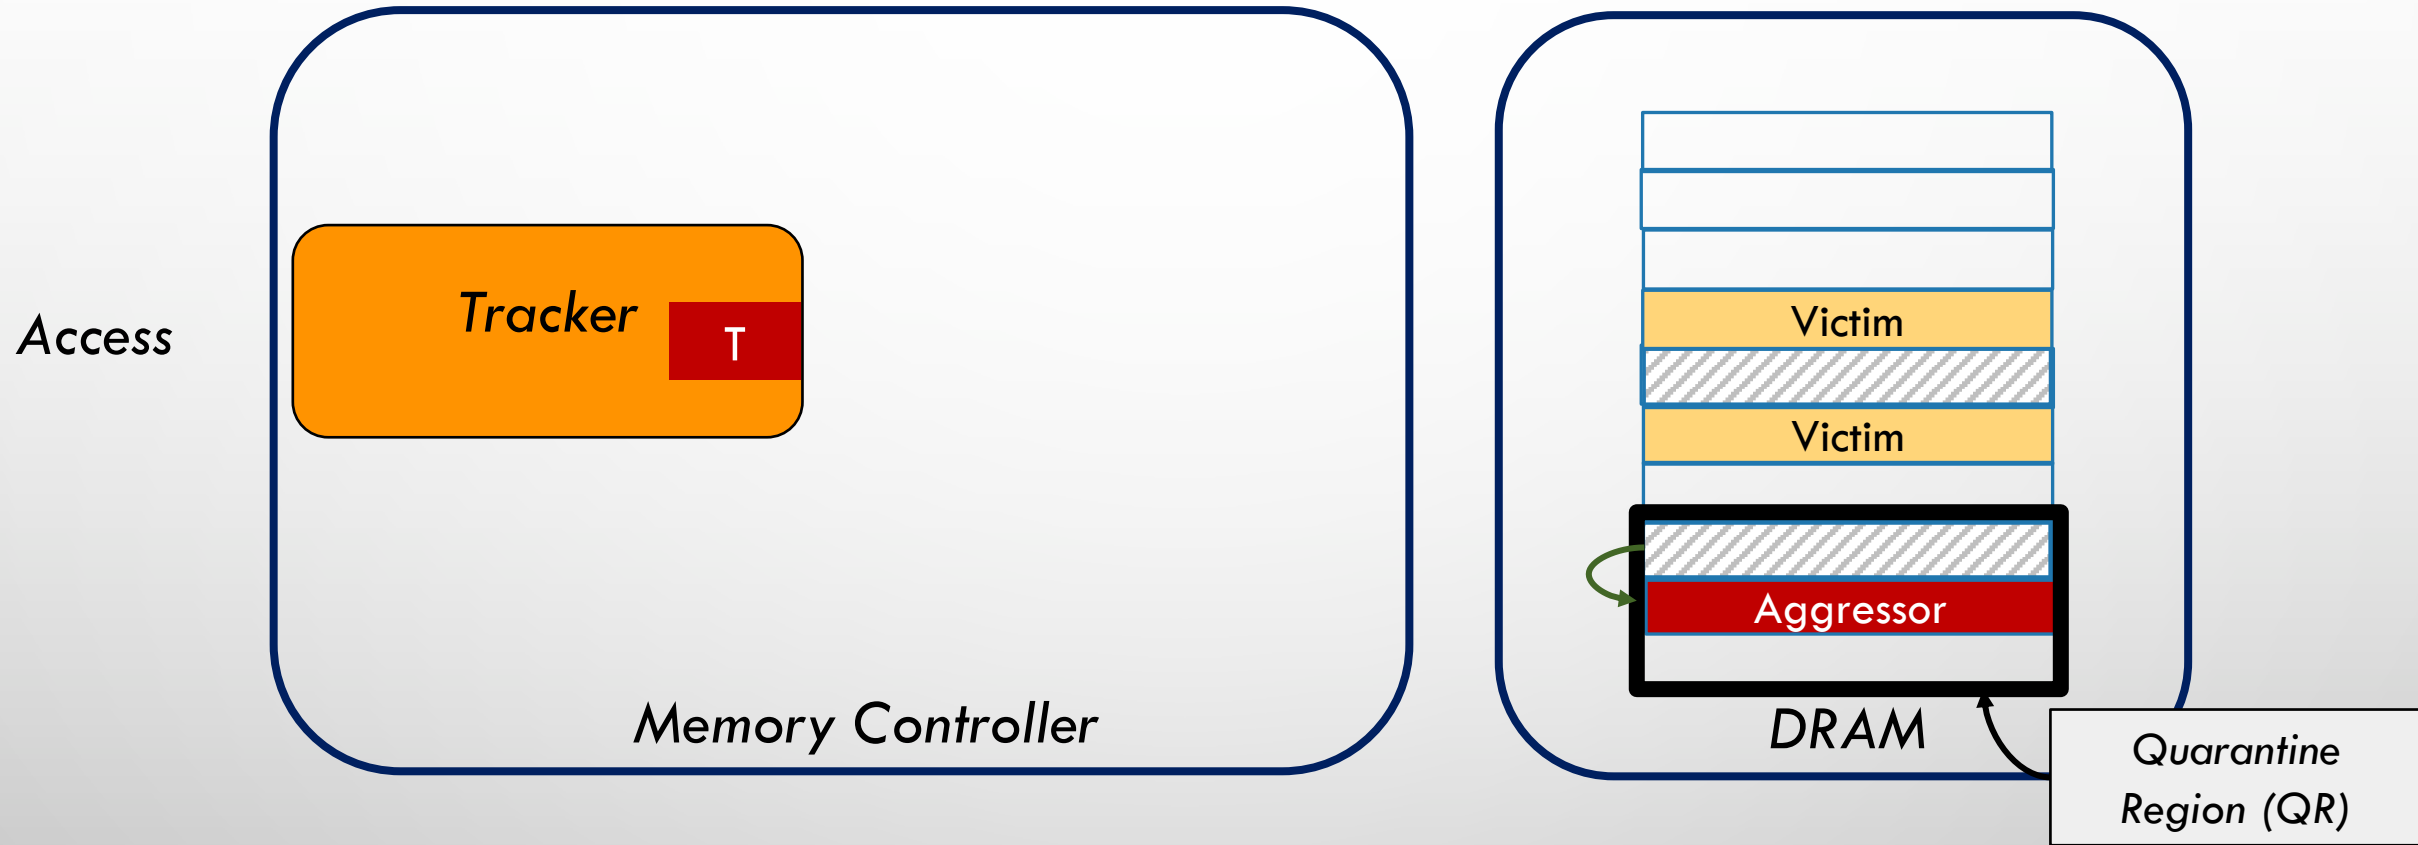 Access
Tracker
T
Memory Controller
Victim
Victim
Aggressor
DRAM
Quarantine
Region (QR)